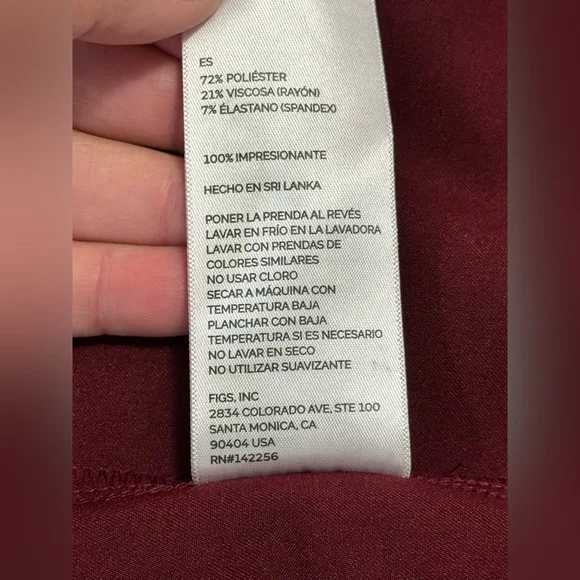 ES
72% POLIÉSTER
21% VISCOSA (RAYÓN)
7% ÉLASTANO (SPANDEX)
100% IMPRESIONANTE
HECHO EN SRI LANKA
PONER LA PRENDA AL REVÉS
LAVAR EN FRÍO EN LA LAVADORA
LAVAR CON PRENDAS DE
COLORES SIMILARES
NO USAR CLORO
SECAR A MÁQUINA CON
TEMPERATURA BAJA
PLANCHAR CON BAJA
TEMPERATURA SI ES NECESARIO
NO LAVAR EN SECO
NO UTILIZAR SUAVIZANTE
FIGS, INC
2834 COLORADO AVE, STE 100
SANTA MONICA, CA
90404 USA
RN#142256